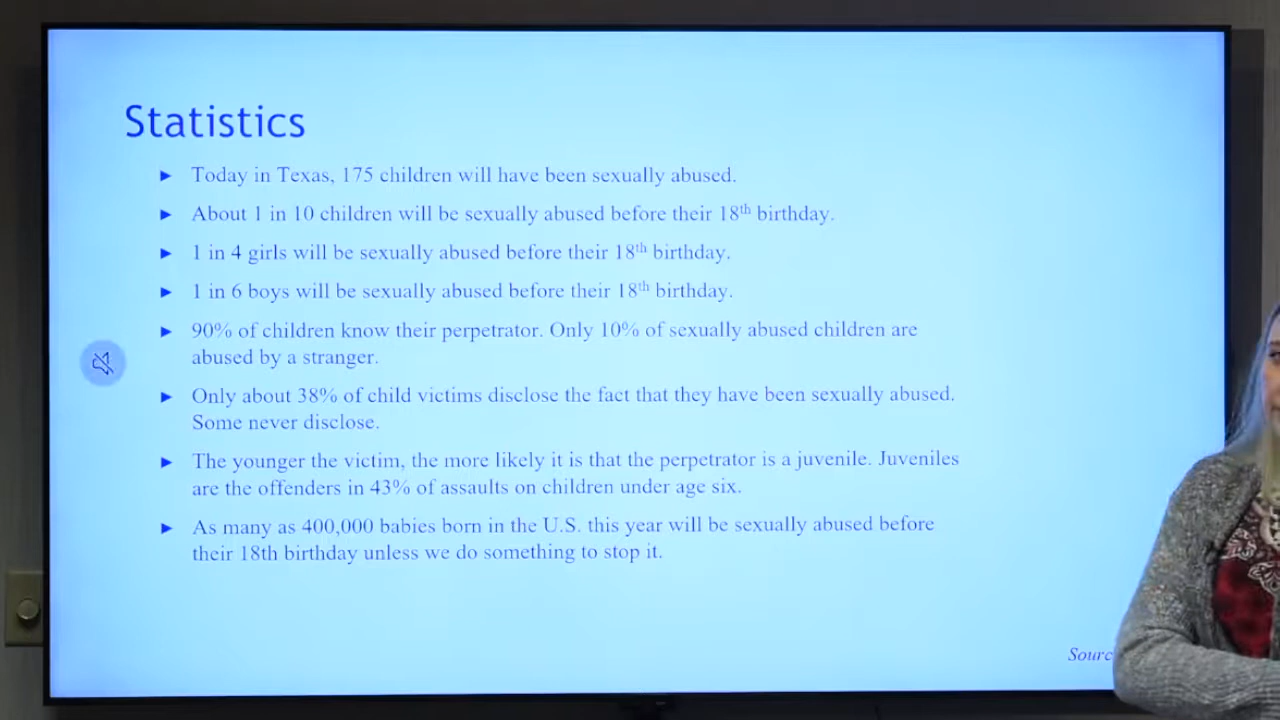 Statistics
► Today in Texas, 175 children will have been sexually abused.
► About 1 in 10 children will be sexually abused before their 18th birthday.
► 1 in 4 girls will be sexually abused before their 18th birthday.
► 1 in 6 boys will be sexually abused before their 18th birthday.
► 90% of children know their perpetrator. Only 10% of sexually abused children are
abused by a stranger.
► Only about 38% of child victims disclose the fact that they have been sexually abused.
Some never disclose.
► The younger the victim, the more likely it is that the perpetrator is a juvenile. Juveniles
are the offenders in 43% of assaults on children under age six.
► As many as 400,000 babies born in the U.S. this year will be sexually abused before
their 18th birthday unless we do something to stop it.